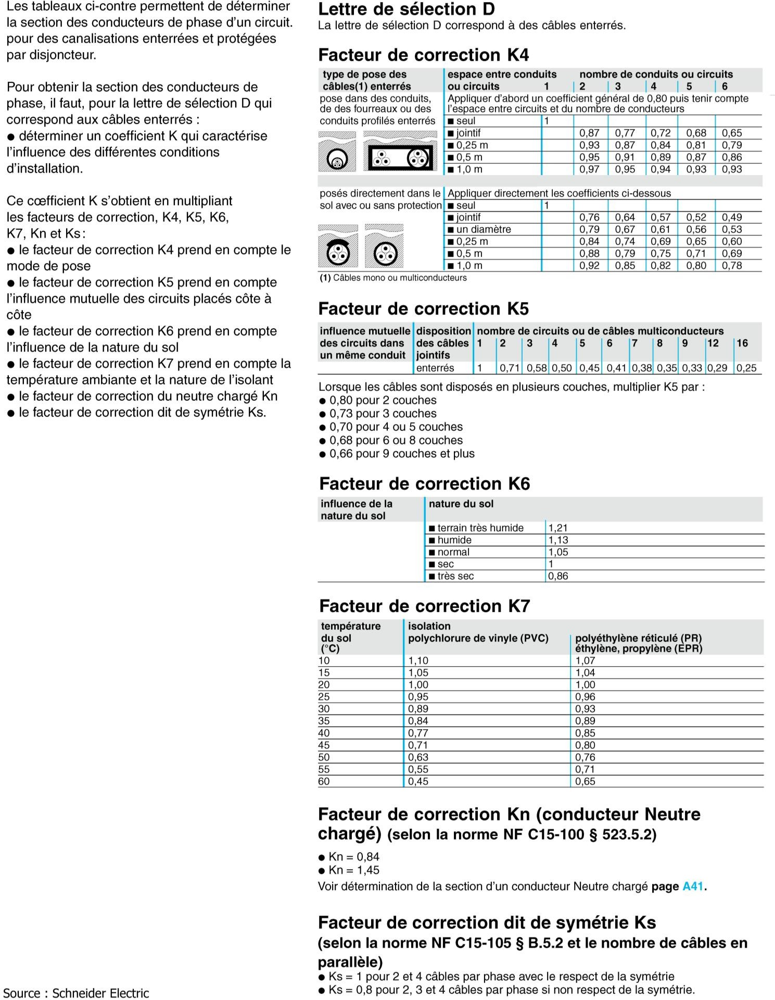 Les tableaux ci-contre permettent de déterminer
la section des conducteurs de phase d'un circuit.
pour des canalisations enterrées et protégées
par disjoncteur.
Pour obtenir la section des conducteurs de
phase, il faut, pour la lettre de sélection D qui
correspond aux câbles enterrés :
● déterminer un coefficient K qui caractérise
l'influence des différentes conditions
d'installation.
Ce cœfficient K s'obtient en multipliant
les facteurs de correction, K4, K5, K6,
K7, Kn et Ks :
● le facteur de correction K4 prend en compte le
mode de pose
● le facteur de correction K5 prend en compte
l'influence mutuelle des circuits placés côte à
côte
● le facteur de correction K6 prend en compte
l'influence de la nature du sol
● le facteur de correction K7 prend en compte la
température ambiante et la nature de l'isolant
● le facteur de correction du neutre chargé Kn
● le facteur de correction dit de symétrie Ks.
Source : Schneider Electric
Lettre de sélection D
La lettre de sélection D correspond à des câbles enterrés.
Facteur de correction K4
type de pose des espace entre conduits nombre de conduits ou circuits
câbles(1) enterrés ou circuits 1 2 3 4 5 6
pose dans des conduits, Appliquer d'abord un coefficient général de 0,80 puis tenir compte
de des fourreaux ou des l'espace entre circuits et du nombre de conducteurs
conduits profilés enterrés ■ seul 1
■ jointif 0,87 0,77 0,72 0,68 0,65
■ 0,25 m 0,93 0,87 0,84 0,81 0,79
■ 0,5 m 0,95 0,91 0,89 0,87 0,86
■ 1,0 m 0,97 0,95 0,94 0,93 0,93
posés directement dans le Appliquer directement les coefficients ci-dessous
sol avec ou sans protection ■ seul 1
■ jointif 0,76 0,64 0,57 0,52 0,49
■ un diamètre 0,79 0,67 0,61 0,56 0,53
■ 0,25 m 0,84 0,74 0,69 0,65 0,60
■ 0,5 m 0,88 0,79 0,75 0,71 0,69
■ 1,0 m 0,92 0,85 0,82 0,80 0,78
(1) Câbles mono ou multiconducteurs
Facteur de correction K5
influence mutuelle disposition nombre de circuits ou de câbles multiconducteurs
des circuits dans des câbles 1 2 3 4 5 6 7 8 9 12 16
un même conduit jointifs
enterrés 1 0,71 0,58 0,50 0,45 0,41 0,38 0,35 0,33 0,29 0,25
Lorsque les câbles sont disposés en plusieurs couches, multiplier K5 par :
● 0,80 pour 2 couches
● 0,73 pour 3 couches
● 0,70 pour 4 ou 5 couches
● 0,68 pour 6 ou 8 couches
● 0,66 pour 9 couches et plus
Facteur de correction K6
influence de la nature du sol
nature du sol
■ terrain très humide 1,21
■ humide 1,13
■ normal 1,05
■ sec 1
■ très sec 0,86
Facteur de correction K7
température isolation
du sol polychlorure de vinyle (PVC) polyéthylène réticulé (PR)
(°C) éthylène, propylène (EPR)
10 1,10 1,07
15 1,05 1,04
20 1,00 1,00
25 0,95 0,96
30 0,89 0,93
35 0,84 0,89
40 0,77 0,85
45 0,71 0,80
50 0,63 0,76
55 0,55 0,71
60 0,45 0,65
Facteur de correction Kn (conducteur Neutre
chargé) (selon la norme NF C15-100 § 523.5.2)
● Kn = 0,84
● Kn = 1,45
Voir détermination de la section d'un conducteur Neutre chargé page A41.
Facteur de correction dit de symétrie Ks
(selon la norme NF C15-105 § B.5.2 et le nombre de câbles en
parallèle)
● Ks = 1 pour 2 et 4 câbles par phase avec le respect de la symétrie
● Ks = 0,8 pour 2, 3 et 4 câbles par phase si non respect de la symétrie.